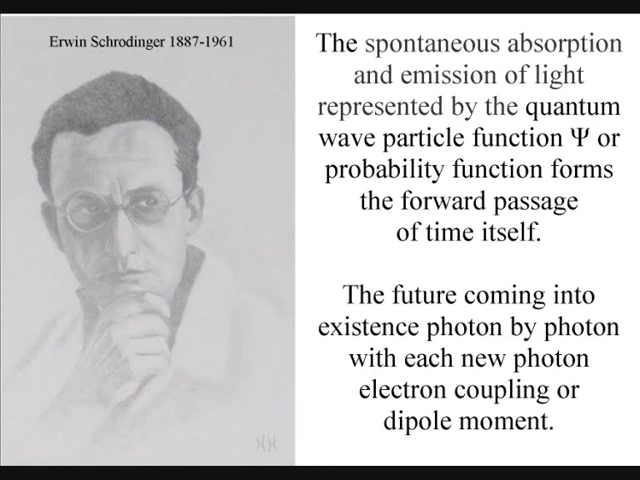 Erwin Schrodinger 1887-1961
The spontaneous absorption
and emission of light
represented by the quantum
wave particle function Ψ or
probability function forms
the forward passage
of time itself.
The future coming into
existence photon by photon
with each new photon
electron coupling or
dipole moment.